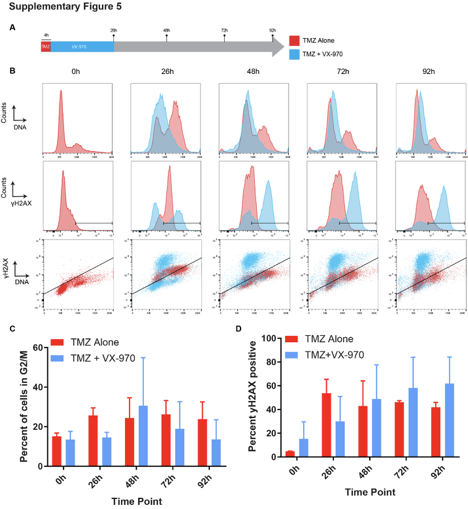 Supplementary Figure 5
A
4h 26h 48h 72h 92h
TMZ VX-970
TMZ Alone
TMZ + VX-970
B 0h 26h 48h 72h 92h
Counts
DNA
Counts
γH2AX
γH2AX
DNA
C
TMZ Alone
TMZ + VX-970
Percent of cells in G2/M
60
40
20
0
0h 26h 48h 72h 92h
Time Point
D
TMZ Alone
TMZ+VX-970
Percent yH2AX positive
100
80
60
40
20
0
0h 26h 48h 72h 92h
Time Point